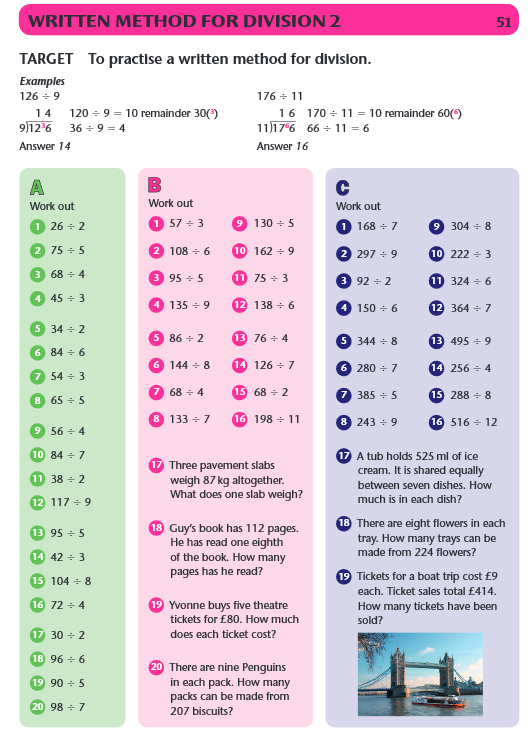 WRITTEN METHOD FOR DIVISION 2 51
TARGET To practise a written method for division.
Examples
126 ÷ 9
1 4 120 ÷ 9 = 10 remainder 30(³)
9)12³6 36 ÷ 9 = 4
Answer 14
176 ÷ 11
1 6 170 ÷ 11 = 10 remainder 60(⁶)
11)17⁶6 66 ÷ 11 = 6
Answer 16
A
Work out
1 26 ÷ 2
2 75 ÷ 5
3 68 ÷ 4
4 45 ÷ 3
5 34 ÷ 2
6 84 ÷ 6
7 54 ÷ 3
8 65 ÷ 5
9 56 ÷ 4
10 84 ÷ 7
11 38 ÷ 2
12 117 ÷ 9
13 95 ÷ 5
14 42 ÷ 3
15 104 ÷ 8
16 72 ÷ 4
17 30 ÷ 2
18 96 ÷ 6
19 90 ÷ 5
20 98 ÷ 7
B
Work out
1 57 ÷ 3
2 108 ÷ 6
3 95 ÷ 5
4 135 ÷ 9
5 86 ÷ 2
6 144 ÷ 8
7 68 ÷ 4
8 133 ÷ 7
9 130 ÷ 5
10 162 ÷ 9
11 75 ÷ 3
12 138 ÷ 6
13 76 ÷ 4
14 126 ÷ 7
15 68 ÷ 2
16 198 ÷ 11
17 Three pavement slabs
weigh 87 kg altogether.
What does one slab weigh?
18 Guy's book has 112 pages.
He has read one eighth
of the book. How many
pages has he read?
19 Yvonne buys five theatre
tickets for £80. How much
does each ticket cost?
20 There are nine Penguins
in each pack. How many
packs can be made from
207 biscuits?
C
Work out
1 168 ÷ 7
2 297 ÷ 9
3 92 ÷ 2
4 150 ÷ 6
5 344 ÷ 8
6 280 ÷ 7
7 385 ÷ 5
8 243 ÷ 9
9 304 ÷ 8
10 222 ÷ 3
11 324 ÷ 6
12 364 ÷ 7
13 495 ÷ 9
14 256 ÷ 4
15 288 ÷ 8
16 516 ÷ 12
17 A tub holds 525 ml of ice
cream. It is shared equally
between seven dishes. How
much is in each dish?
18 There are eight flowers in each
tray. How many trays can be
made from 224 flowers?
19 Tickets for a boat trip cost £9
each. Ticket sales total £414.
How many tickets have been
sold?